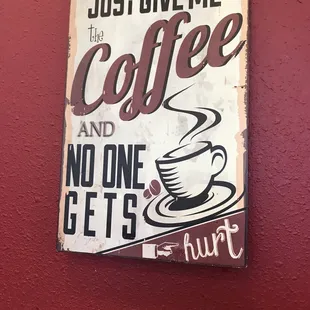 JUST GIVE ME
the
Coffee
AND
NO ONE
GETS
hurt